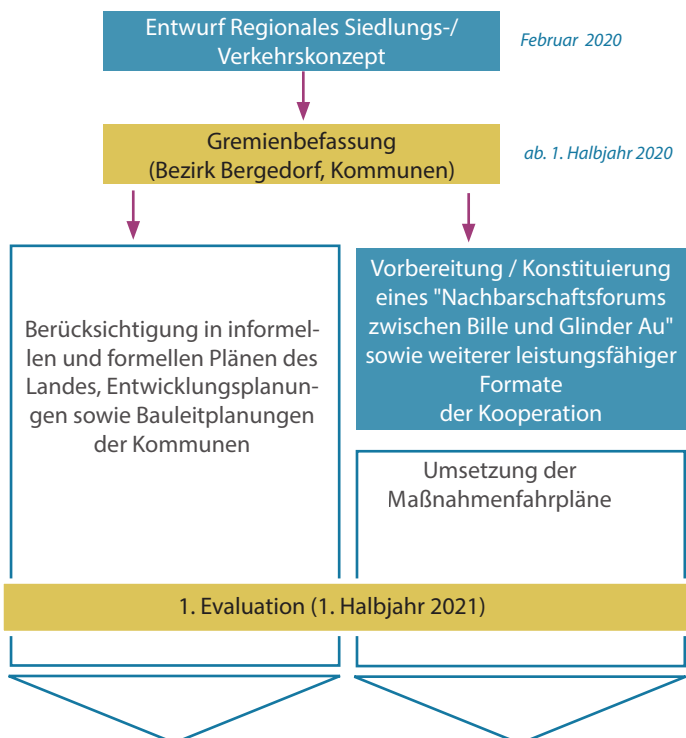 Entwurf Regionales Siedlungs-/
Verkehrskonzept
Februar 2020
Gremienbefassung
(Bezirk Bergedorf, Kommunen)
ab. 1. Halbjahr 2020
Berücksichtigung in informel-
len und formellen Plänen des
Landes, Entwicklungsplanun-
gen sowie Bauleitplanungen
der Kommunen
Vorbereitung / Konstituierung
eines "Nachbarschaftsforums
zwischen Bille und Glinder Au"
sowie weiterer leistungsfähiger
Formate
der Kooperation
Umsetzung der
Maßnahmenfahrpläne
1. Evaluation (1. Halbjahr 2021)